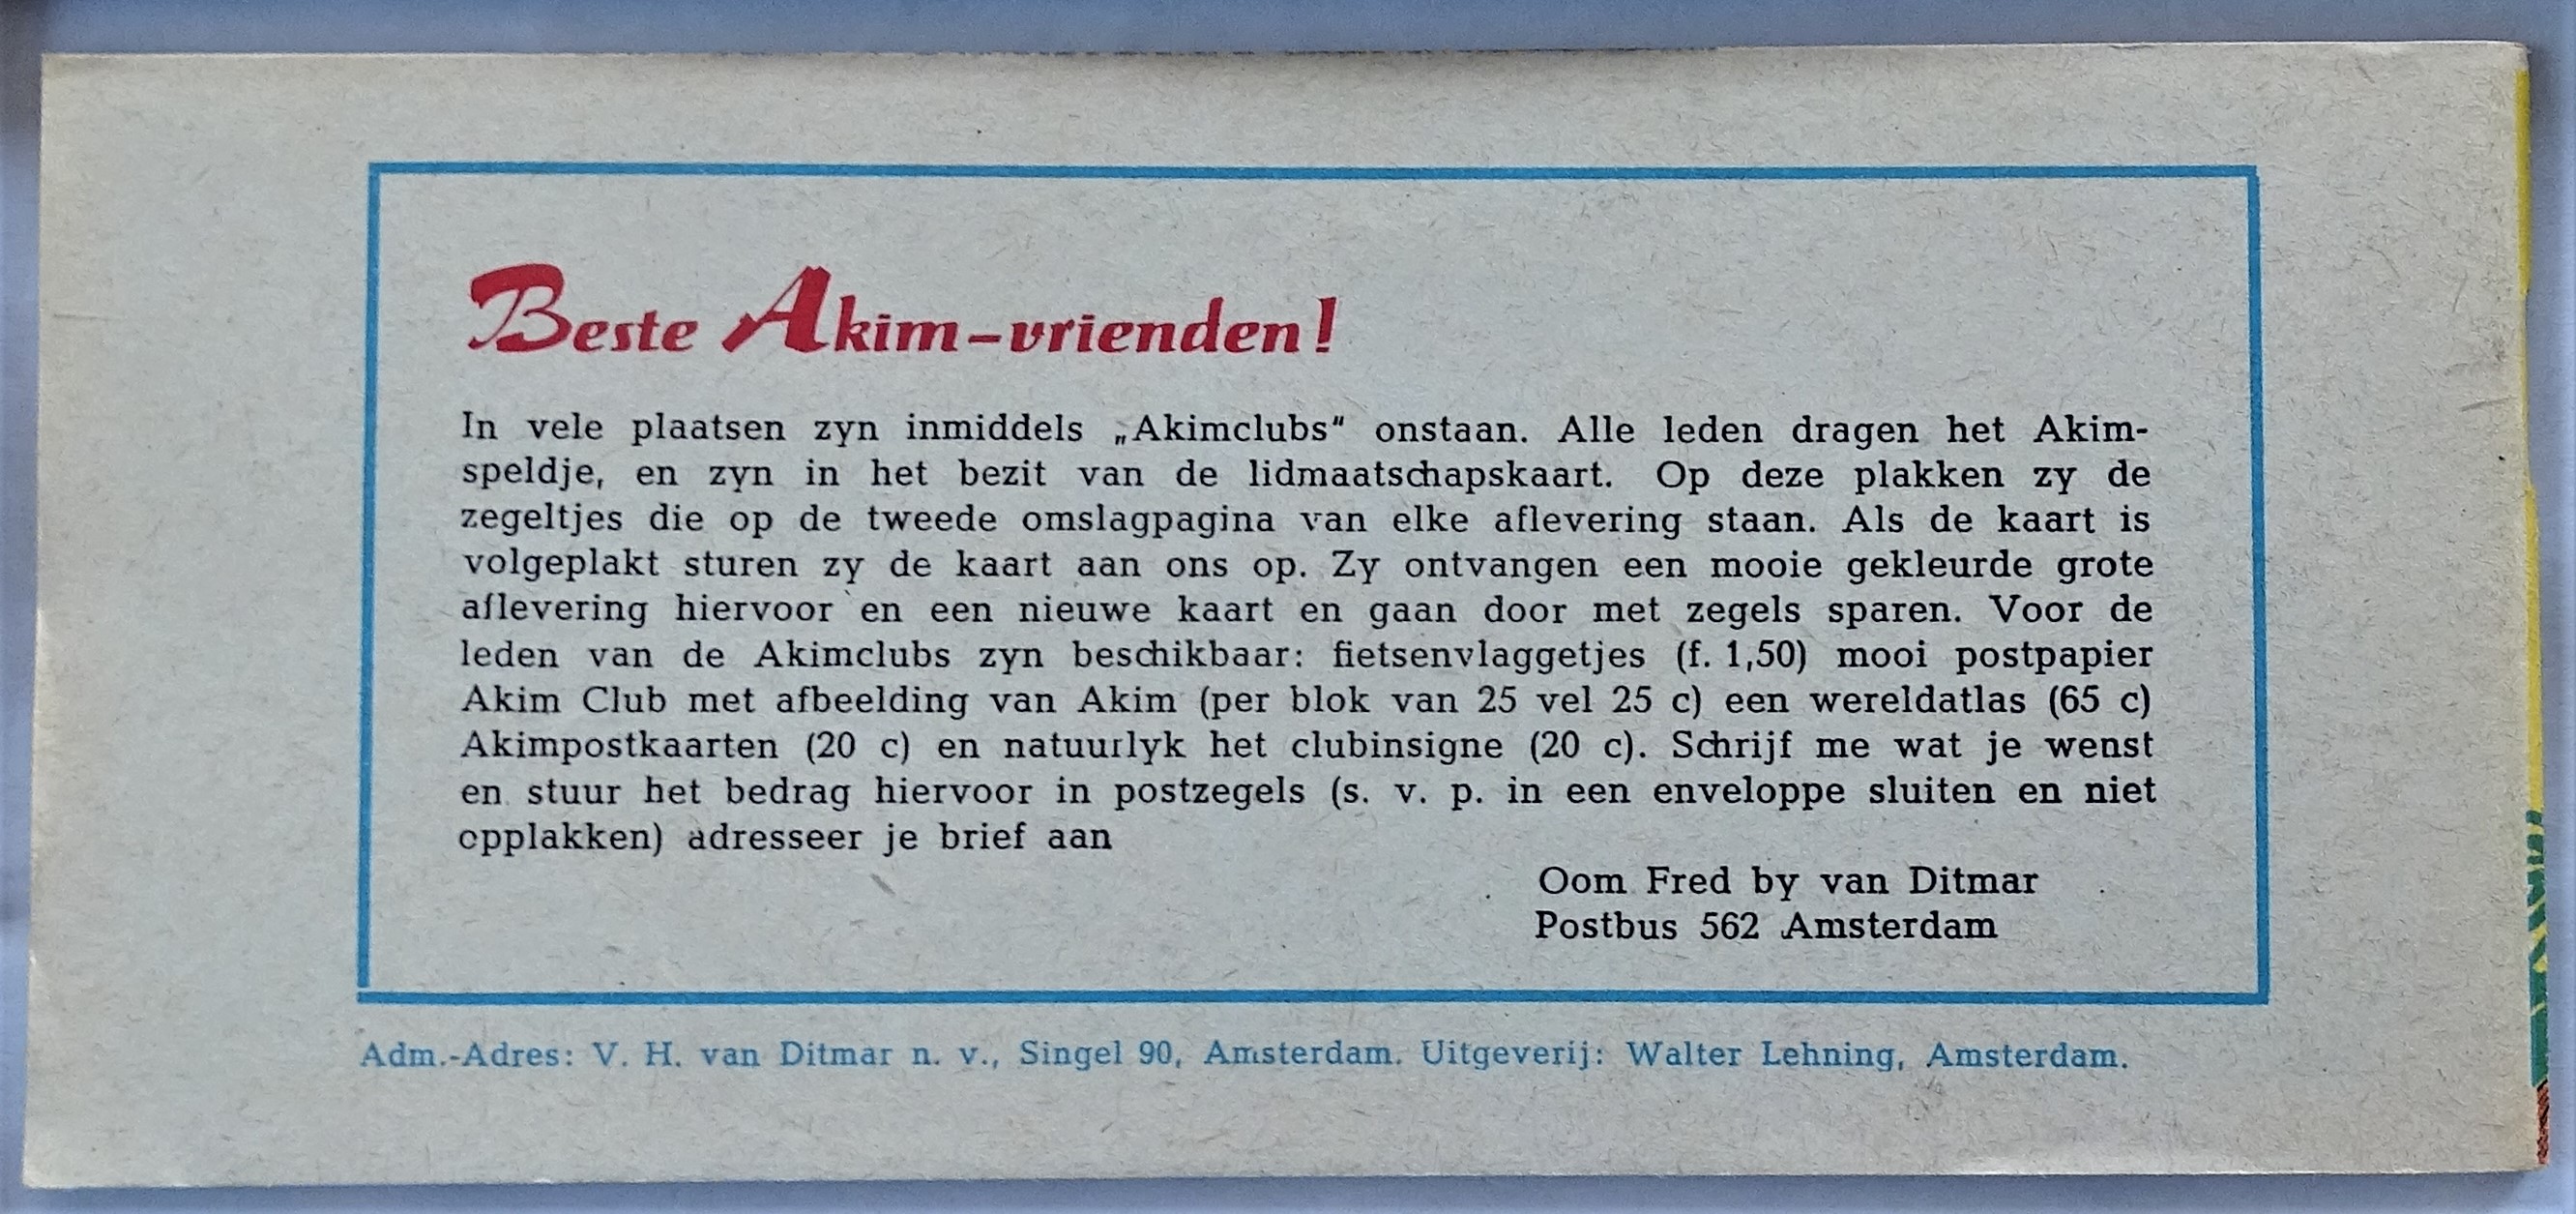 Beste Akim-vrienden!
In vele plaatsen zyn inmiddels „Akimclubs" onstaan. Alle leden dragen het Akim-
speldje, en zyn in het bezit van de lidmaatschapskaart. Op deze plakken zy de
zegeltjes die op de tweede omslagpagina van elke aflevering staan. Als de kaart is
volgeplakt sturen zy de kaart aan ons op. Zy ontvangen een mooie gekleurde grote
aflevering hiervoor en een nieuwe kaart en gaan door met zegels sparen. Voor de
leden van de Akimclubs zyn beschikbaar: fietsenvlaggetjes (f. 1,50) mooi postpapier
Akim Club met afbeelding van Akim (per blok van 25 vel 25 c) een wereldatlas (65 c)
Akimpostkaarten (20 c) en natuurlyk het clubinsigne (20 c). Schrijf me wat je wenst
en stuur het bedrag hiervoor in postzegels (s. v. p. in een enveloppe sluiten en niet
opplakken) adresseer je brief aan
Oom Fred by van Ditmar
Postbus 562 Amsterdam
Adm.-Adres: V. H. van Ditmar n. v., Singel 90, Amsterdam. Uitgeverij: Walter Lehning, Amsterdam.